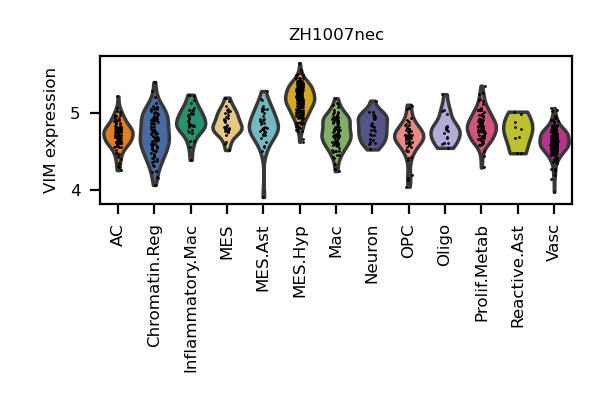 ZH1007nec
VIM expression
5
4
AC
Chromatin.Reg
Inflammatory.Mac
MES
MES.Ast
MES.Hyp
Mac
Neuron
OPC
Oligo
Prolif.Metab
Reactive.Ast
Vasc